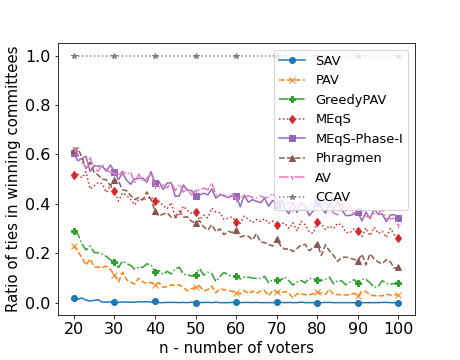 Ratio of ties in winning committees
1.0
0.8
0.6
0.4
0.2
0.0
SAV
PAV
GreedyPAV
MEqS
MEqS-Phase-I
Phragmen
AV
CCAV
20 30 40 50 60 70 80 90 100
n - number of voters